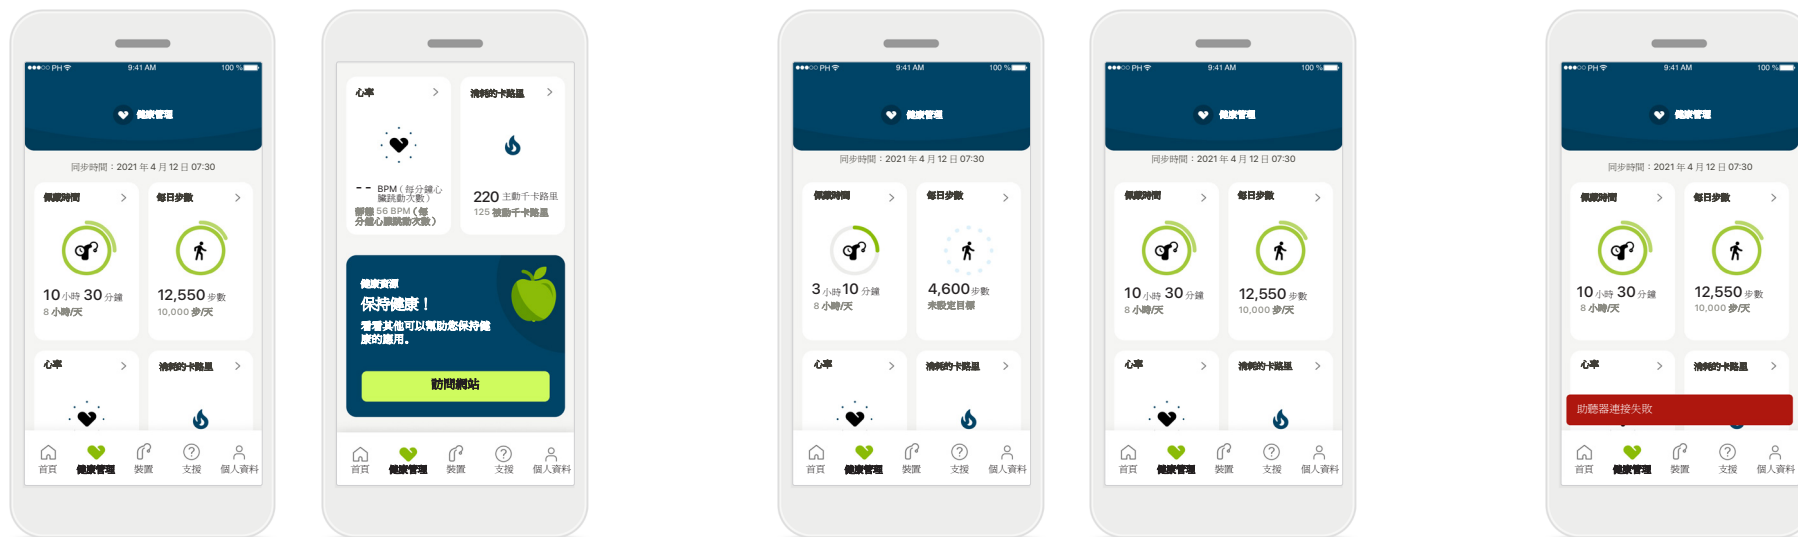 ●●●○○ PH 9:41 AM 100 %
健康管理
同步時間：2021 年 4 月 12 日 07:30
佩戴時間
10 小時 30 分鐘
8 小時/天
每日步數
12,550 步數
10,000 步/天
心率
消耗的卡路里
首頁 健康管理 裝置 支援 個人資料
心率
-- BPM（每分鐘心
臟跳動次數）
靜態 56 BPM（每
分鐘心臟跳動次數）
消耗的卡路里
220 主動千卡路里
125 被動千卡路里
健康資源
保持健康！
看看其他可以幫助您保持健
康的應用。
訪問網站
首頁 健康管理 裝置 支援 個人資料
●●●○○ PH 9:41 AM 100 %
健康管理
同步時間：2021 年 4 月 12 日 07:30
佩戴時間
3 小時 10 分鐘
8 小時/天
每日步數
4,600 步數
未設定目標
心率
消耗的卡路里
首頁 健康管理 裝置 支援 個人資料
●●●○○ PH 9:41 AM 100 %
健康管理
同步時間：2021 年 4 月 12 日 07:30
佩戴時間
10 小時 30 分鐘
8 小時/天
每日步數
12,550 步數
10,000 步/天
心率
消耗的卡路里
首頁 健康管理 裝置 支援 個人資料
●●●○○ PH 9:41 AM 100 %
健康管理
同步時間：2021 年 4 月 12 日 07:30
佩戴時間
10 小時 30 分鐘
8 小時/天
每日步數
12,550 步數
10,000 步/天
心率
消耗的卡路里
助聽器連接失敗
首頁 健康管理 裝置 支援 個人資料